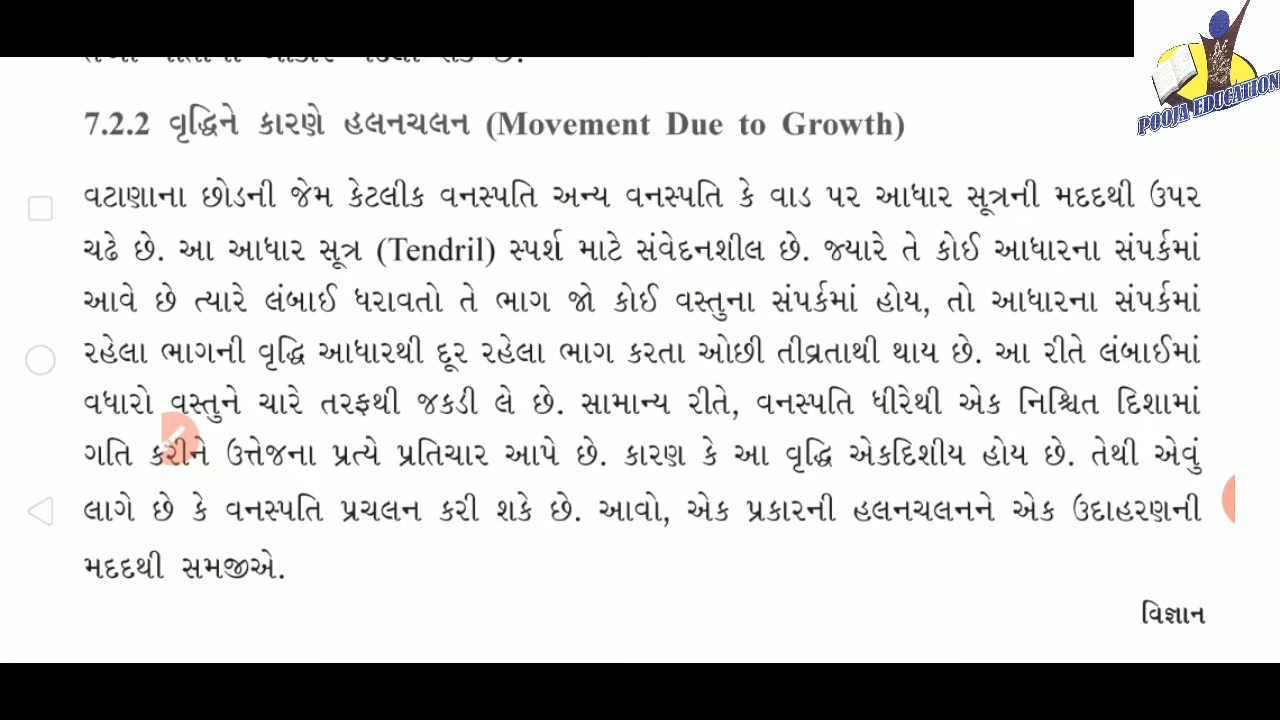 7.2.2 વૃદ્ધિને કારણે હલનચલન (Movement Due to Growth)
વટાણાના છોડની જેમ કેટલીક વનસ્પતિ અન્ય વનસ્પતિ કે વાડ પર આધાર સૂત્રની મદદથી ઉપર
ચઢે છે. આ આધાર સૂત્ર (Tendril) સ્પર્શ માટે સંવેદનશીલ છે. જ્યારે તે કોઈ આધારના સંપર્કમાં
આવે છે ત્યારે લંબાઈ ધરાવતો તે ભાગ જો કોઈ વસ્તુના સંપર્કમાં હોય, તો આધારના સંપર્કમાં
રહેલા ભાગની વૃદ્ધિ આધારથી દૂર રહેલા ભાગ કરતા ઓછી તીવ્રતાથી થાય છે. આ રીતે લંબાઈમાં
વધારો વસ્તુને ચારે તરફથી જકડી લે છે. સામાન્ય રીતે, વનસ્પતિ ધીરેથી એક નિશ્ચિત દિશામાં
ગતિ કરીને ઉત્તેજના પ્રત્યે પ્રતિચાર આપે છે. કારણ કે આ વૃદ્ધિ એકદિશીય હોય છે. તેથી એવું
લાગે છે કે વનસ્પતિ પ્રચલન કરી શકે છે. આવો, એક પ્રકારની હલનચલનને એક ઉદાહરણની
મદદથી સમજીએ.
વિજ્ઞાન
POOJA EDUCATION